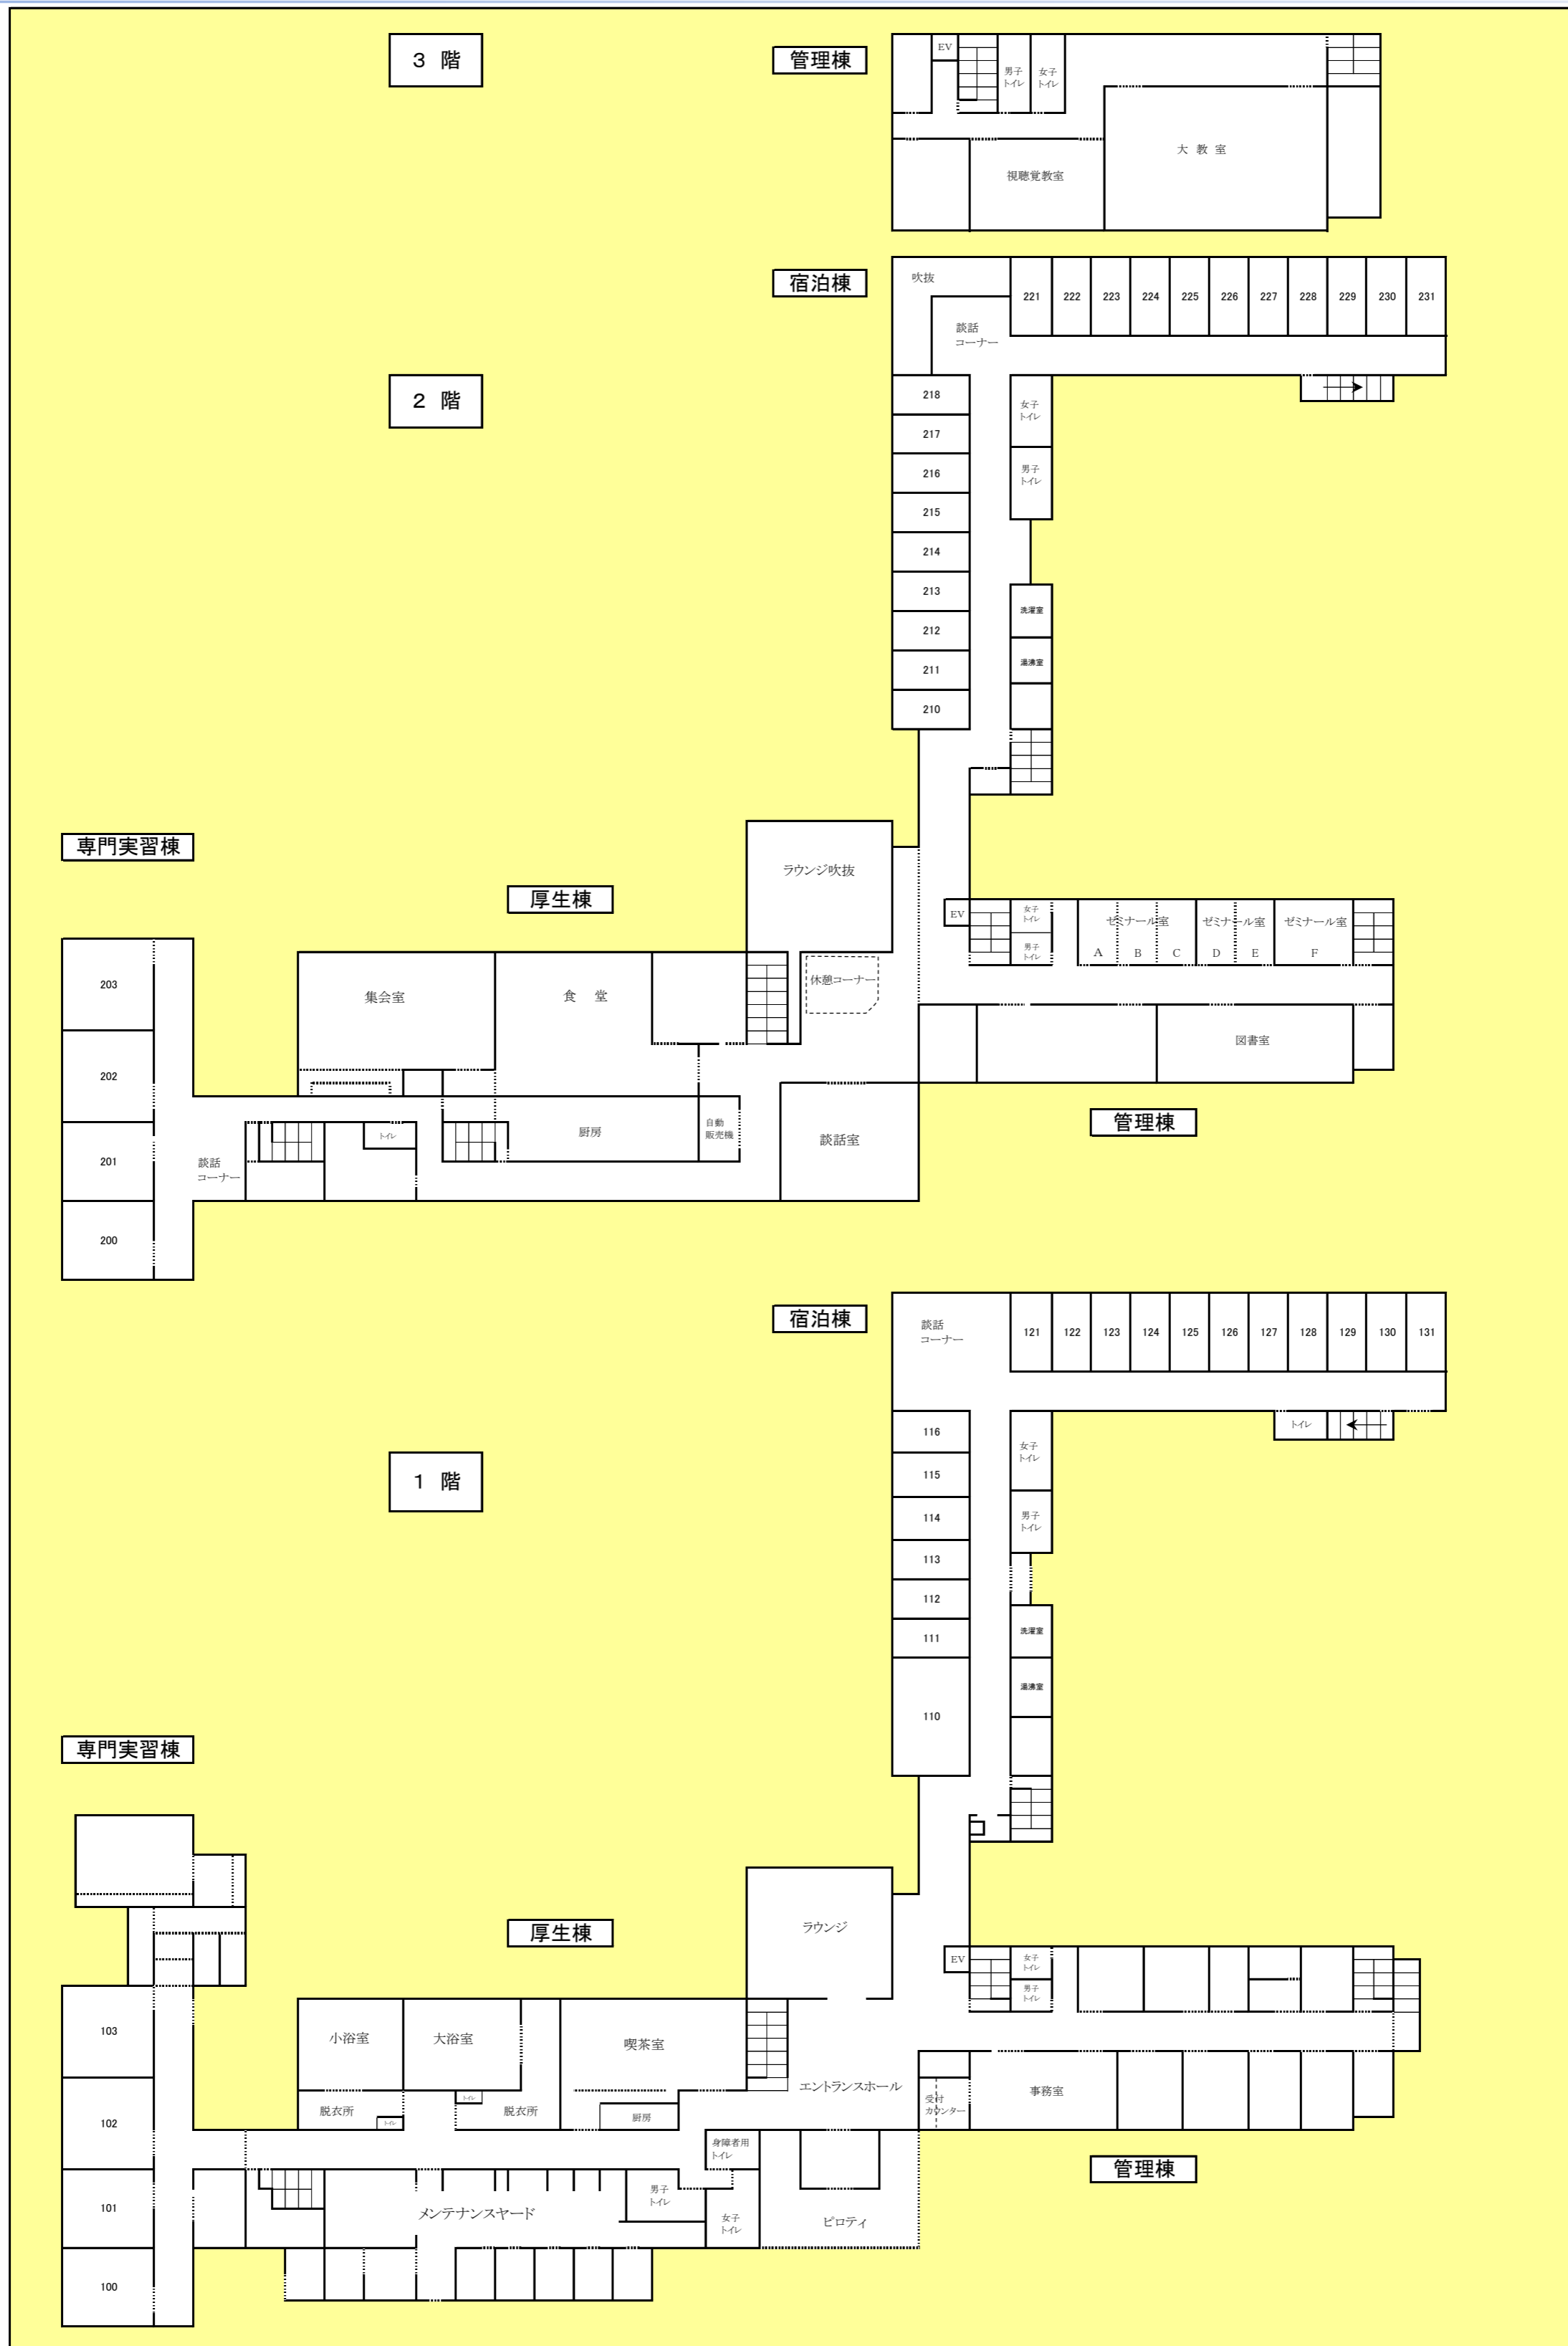 3 階
管理棟
EV
男子
トイレ
女子
トイレ
大 教 室
視聴覚教室
宿泊棟
吹抜
談話
コーナー
221
222
223
224
225
226
227
228
229
230
231
2 階
218
217
216
215
214
213
212
211
210
女子
トイレ
男子
トイレ
洗濯室
湯沸室
専門実習棟
厚生棟
ラウンジ吹抜
EV
女子
トイレ
男子
トイレ
ゼミナール室
A
B
C
ゼミナール室
D
E
ゼミナール室
F
203
202
201
200
集会室
食 堂
休憩コーナー
図書室
管理棟
トイレ
厨房
自動
販売機
談話室
談話
コーナー
宿泊棟
談話
コーナー
121
122
123
124
125
126
127
128
129
130
131
トイレ
1 階
116
115
114
113
112
111
110
女子
トイレ
男子
トイレ
洗濯室
湯沸室
専門実習棟
厚生棟
ラウンジ
EV
女子
トイレ
男子
トイレ
103
102
101
100
小浴室
大浴室
喫茶室
エントランスホール
事務室
受付
カウンター
脱衣所
トイレ
トイレ
脱衣所
厨房
身障者用
トイレ
管理棟
男子
トイレ
女子
トイレ
メンテナンスヤード
ピロティ